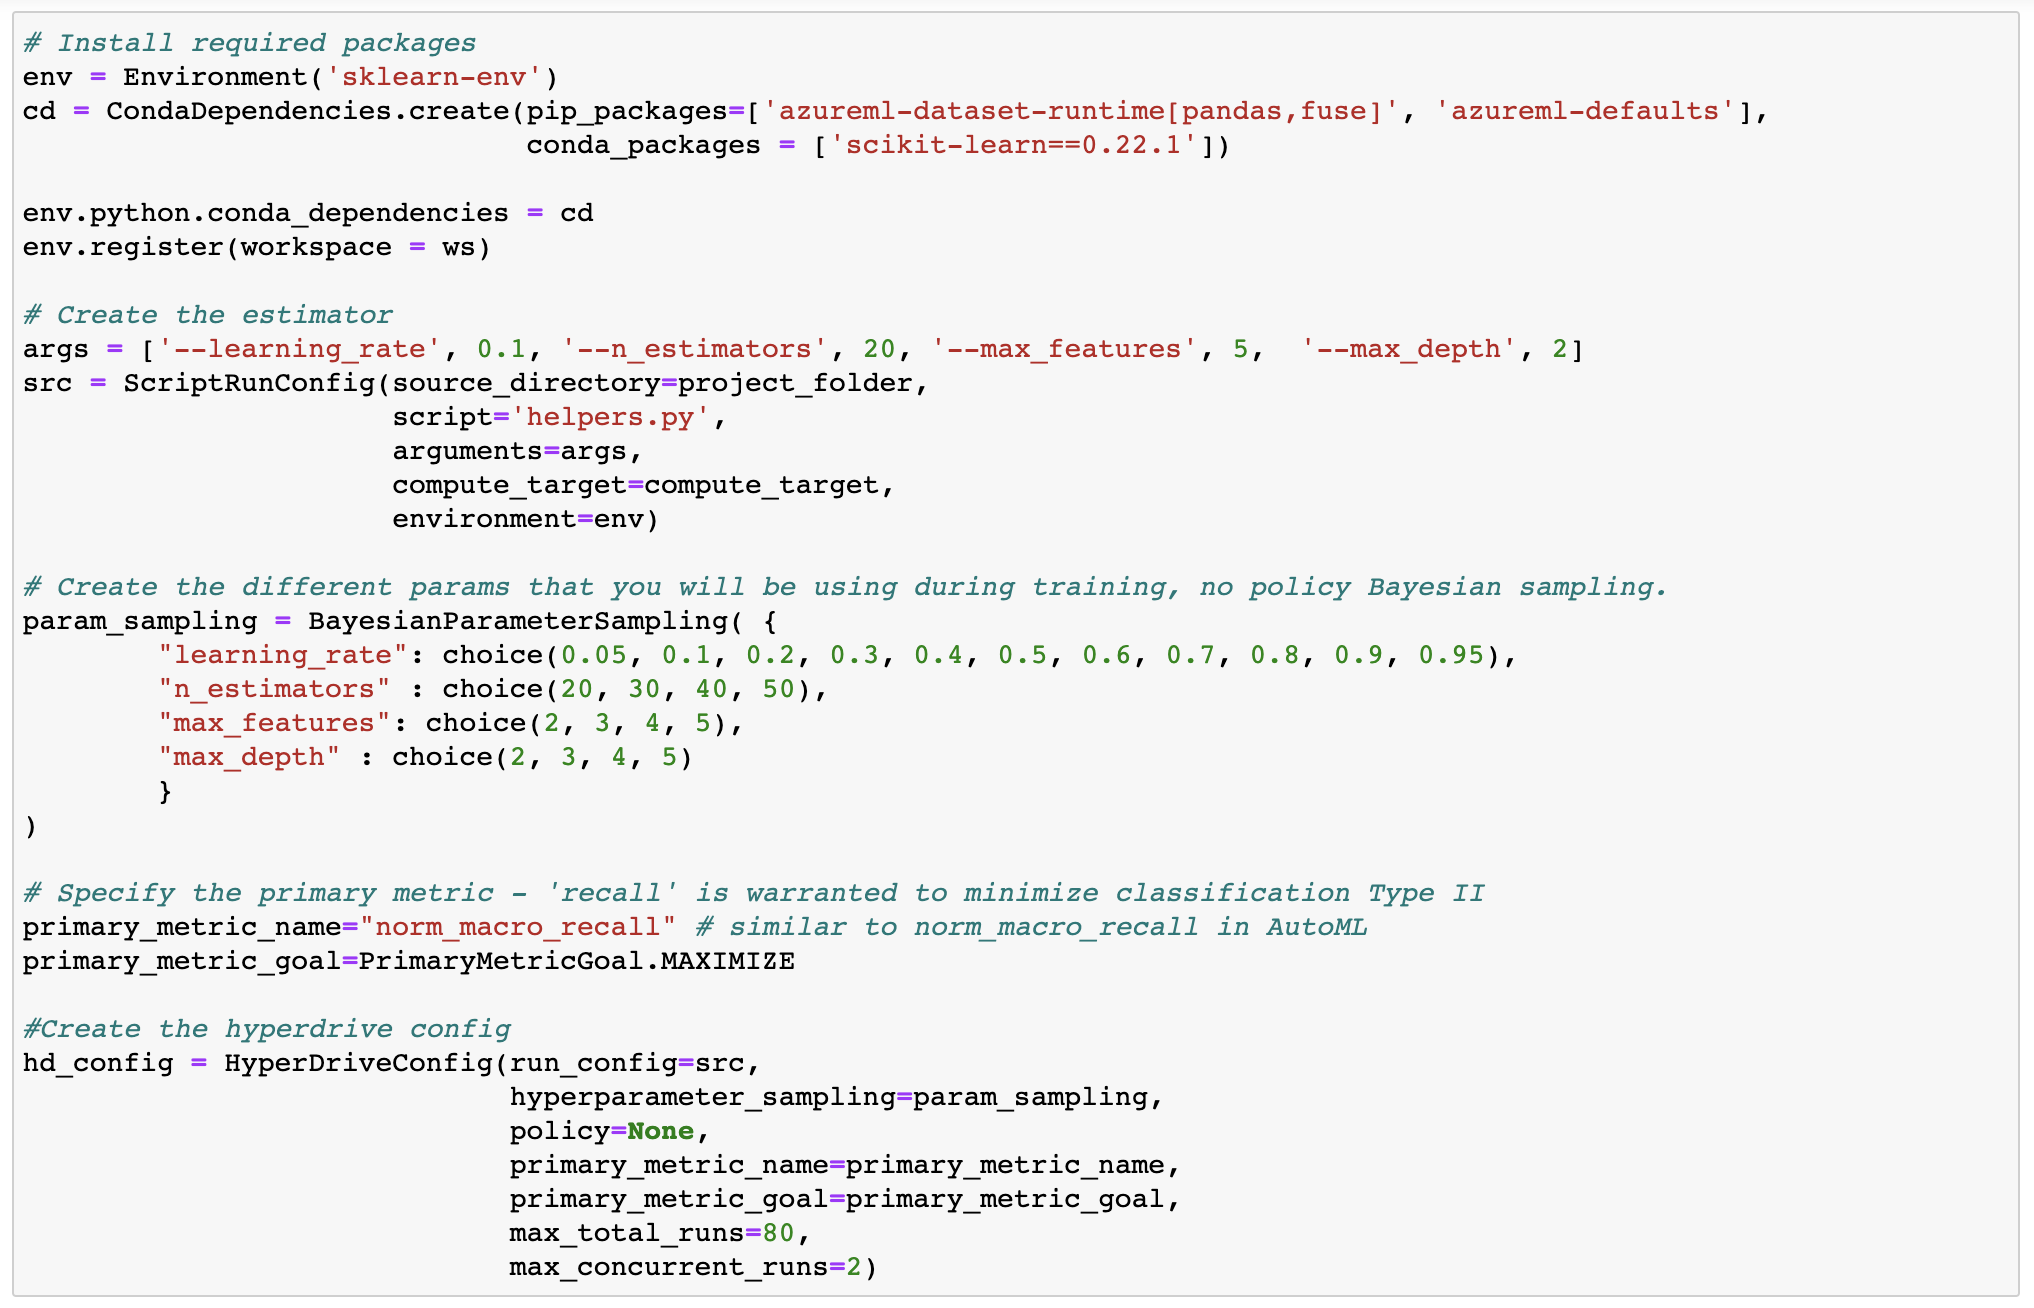 # Install required packages
env = Environment('sklearn-env')
cd = CondaDependencies.create(pip_packages=['azureml-dataset-runtime[pandas,fuse]', 'azureml-defaults'],
                              conda_packages = ['scikit-learn==0.22.1'])

env.python.conda_dependencies = cd
env.register(workspace = ws)

# Create the estimator
args = ['--learning_rate', 0.1, '--n_estimators', 20, '--max_features', 5,  '--max_depth', 2]
src = ScriptRunConfig(source_directory=project_folder,
                      script='helpers.py',
                      arguments=args,
                      compute_target=compute_target,
                      environment=env)

# Create the different params that you will be using during training, no policy Bayesian sampling.
param_sampling = BayesianParameterSampling( {
        "learning_rate": choice(0.05, 0.1, 0.2, 0.3, 0.4, 0.5, 0.6, 0.7, 0.8, 0.9, 0.95),
        "n_estimators" : choice(20, 30, 40, 50),
        "max_features": choice(2, 3, 4, 5),
        "max_depth" : choice(2, 3, 4, 5)
        }
)

# Specify the primary metric - 'recall' is warranted to minimize classification Type II
primary_metric_name="norm_macro_recall" # similar to norm_macro_recall in AutoML
primary_metric_goal=PrimaryMetricGoal.MAXIMIZE

#Create the hyperdrive config
hd_config = HyperDriveConfig(run_config=src,
                             hyperparameter_sampling=param_sampling,
                             policy=None,
                             primary_metric_name=primary_metric_name,
                             primary_metric_goal=primary_metric_goal,
                             max_total_runs=80,
                             max_concurrent_runs=2)